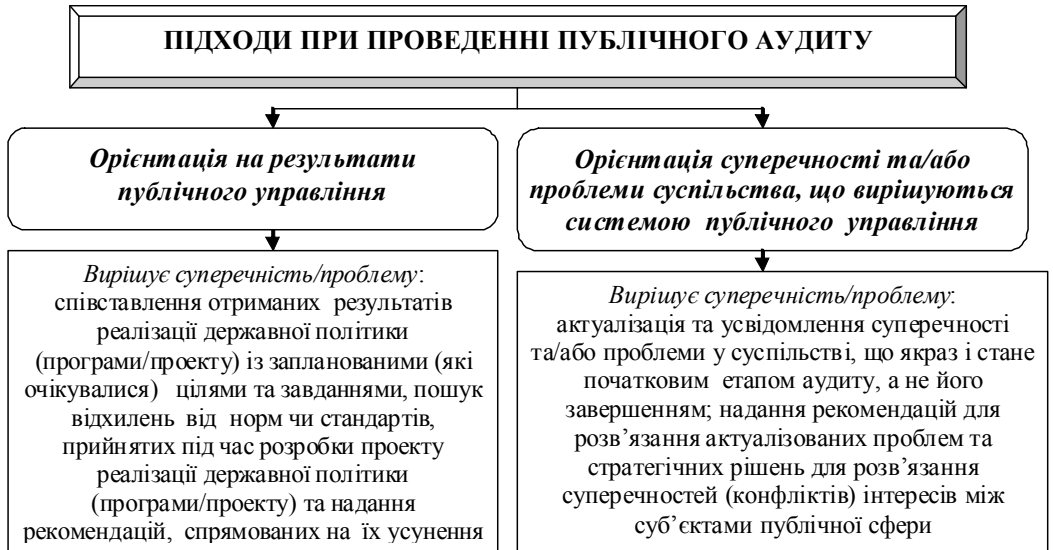 ПІДХОДИ ПРИ ПРОВЕДЕННІ ПУБЛІЧНОГО АУДИТУ
Орієнтація на результати
публічного управління
Вирішує суперечність/проблему:
співставлення отриманих результатів
реалізації державної політики
(програми/проекту) із запланованими (які
очікувалися) цілями та завданнями, пошук
відхилень від норм чи стандартів,
прийнятих під час розробки проекту
реалізації державної політики
(програми/проекту) та надання
рекомендацій, спрямованих на їх усунення
Орієнтація суперечності та/або
проблеми суспільства, що вирішуються
системою публічного управління
Вирішує суперечність/проблему:
актуалізація та усвідомлення суперечності
та/або проблеми у суспільстві, що якраз і стане
початковим етапом аудиту, а не його
завершенням; надання рекомендацій для
розв’язання актуалізованих проблем та
стратегічних рішень для розв’язання
суперечностей (конфліктів) інтересів між
суб’єктами публічної сфери